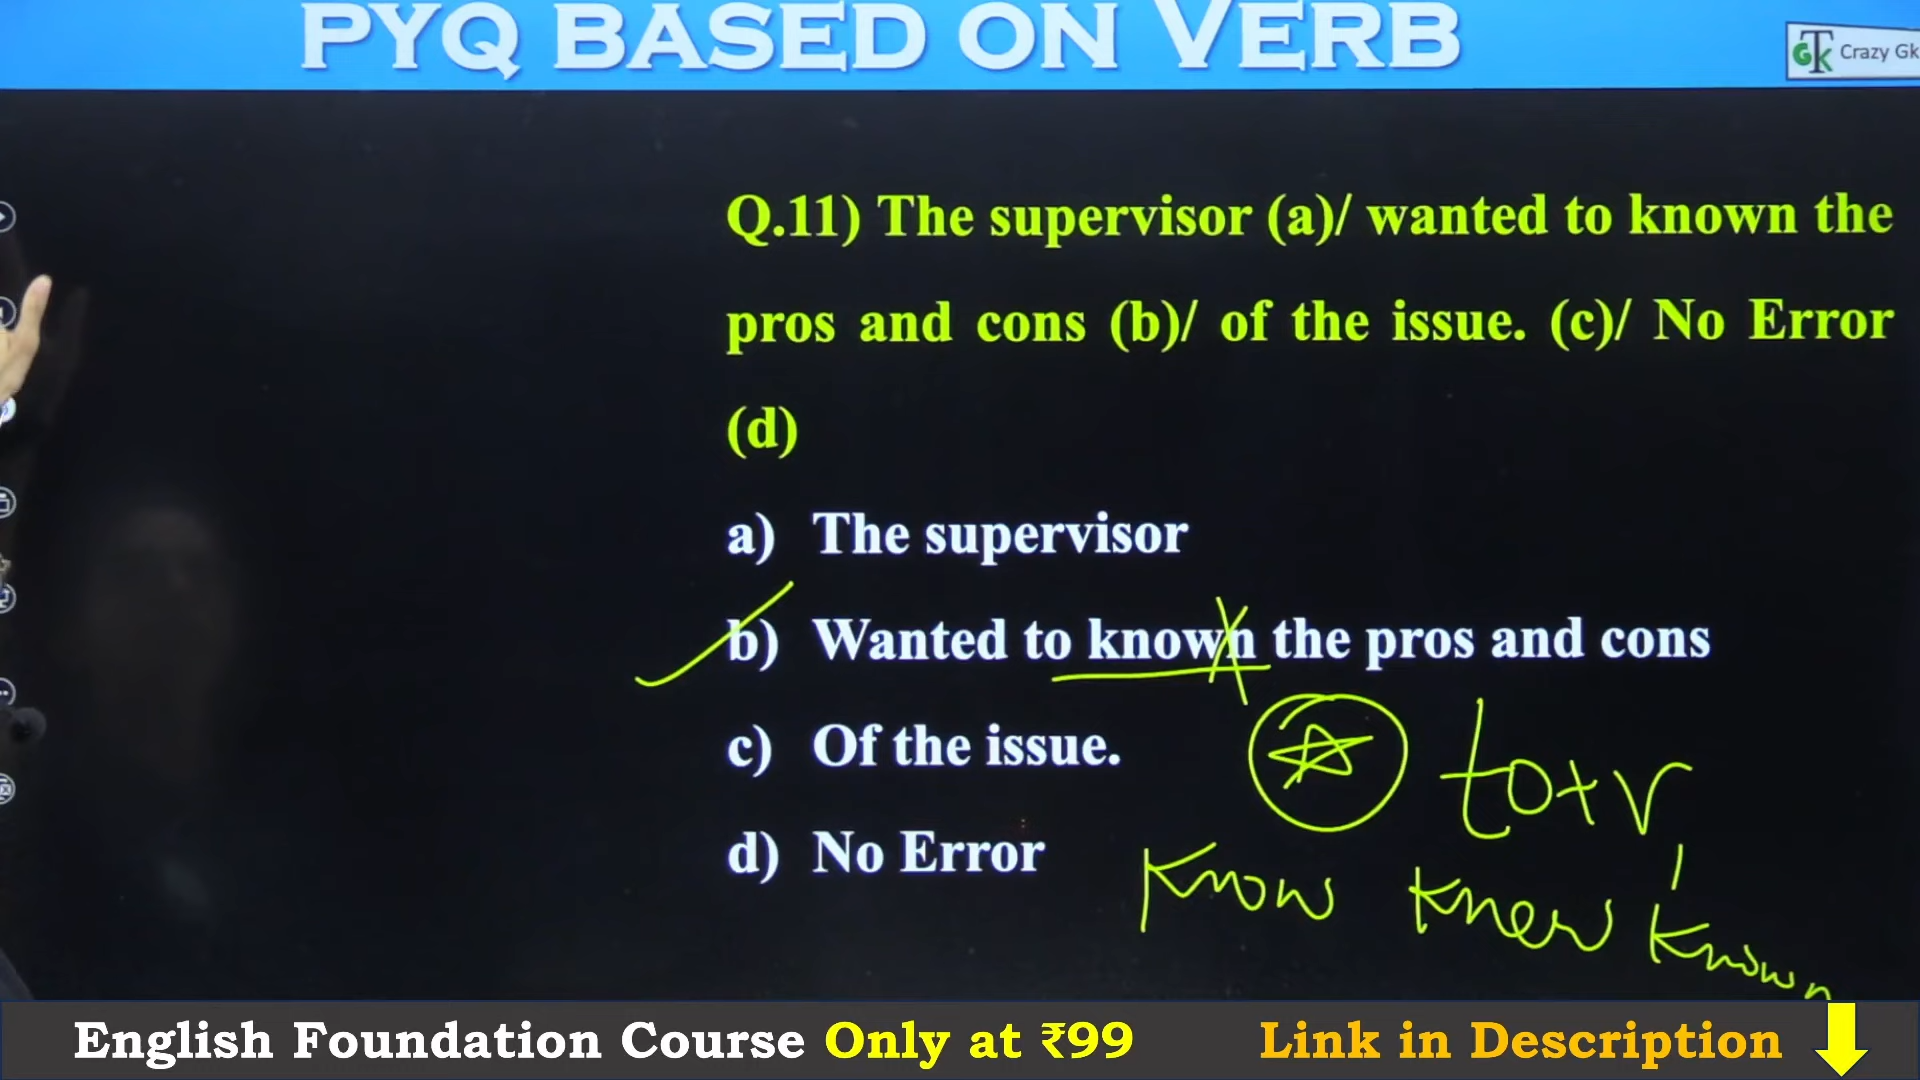 PYQ BASED ON VERB
GTK Crazy Gk
Q.11) The supervisor (a)/ wanted to known the
pros and cons (b)/ of the issue. (c)/ No Error
(d)
a) The supervisor
b) Wanted to known the pros and cons
c) Of the issue.
to+V1
d) No Error
Know Knew Known
English Foundation Course Only at ₹99 Link in Description